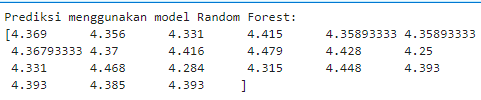 Prediksi menggunakan model Random Forest:
[4.369      4.356      4.331      4.415      4.35893333 4.35893333
 4.36793333 4.37       4.416      4.479      4.428      4.25
 4.331      4.468      4.284      4.315      4.448      4.393
 4.393      4.385      4.393     ]